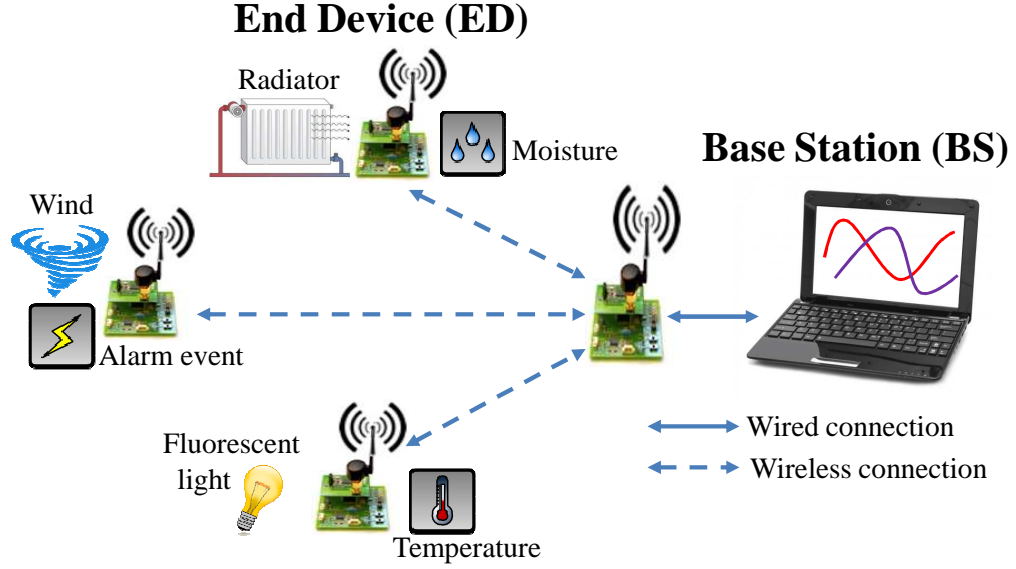 End Device (ED)
Radiator
Moisture
Base Station (BS)
Wind
Alarm event
Fluorescent
light
Temperature
Wired connection
Wireless connection